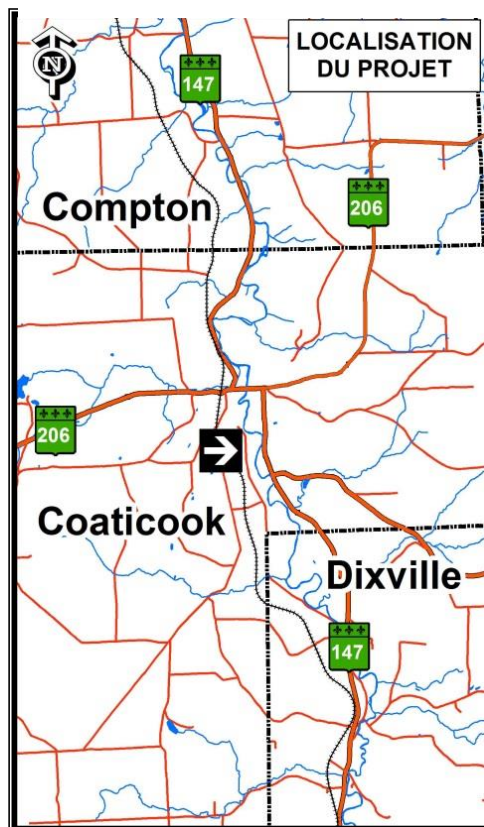 N
LOCALISATION
DU PROJET
147
Compton
206
206
Coaticook
Dixville
147